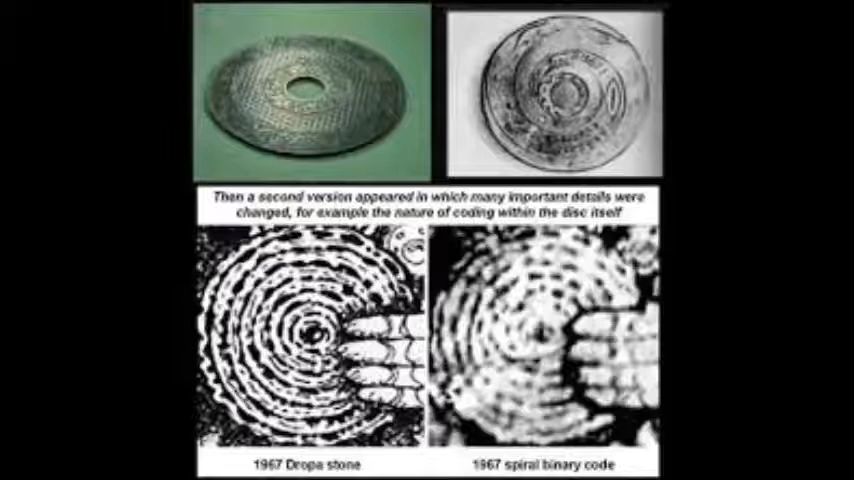 Then a second version appeared in which many important details were
changed, for example the nature of coding within the disc itself
1967 Dropa stone
1967 spiral binary code